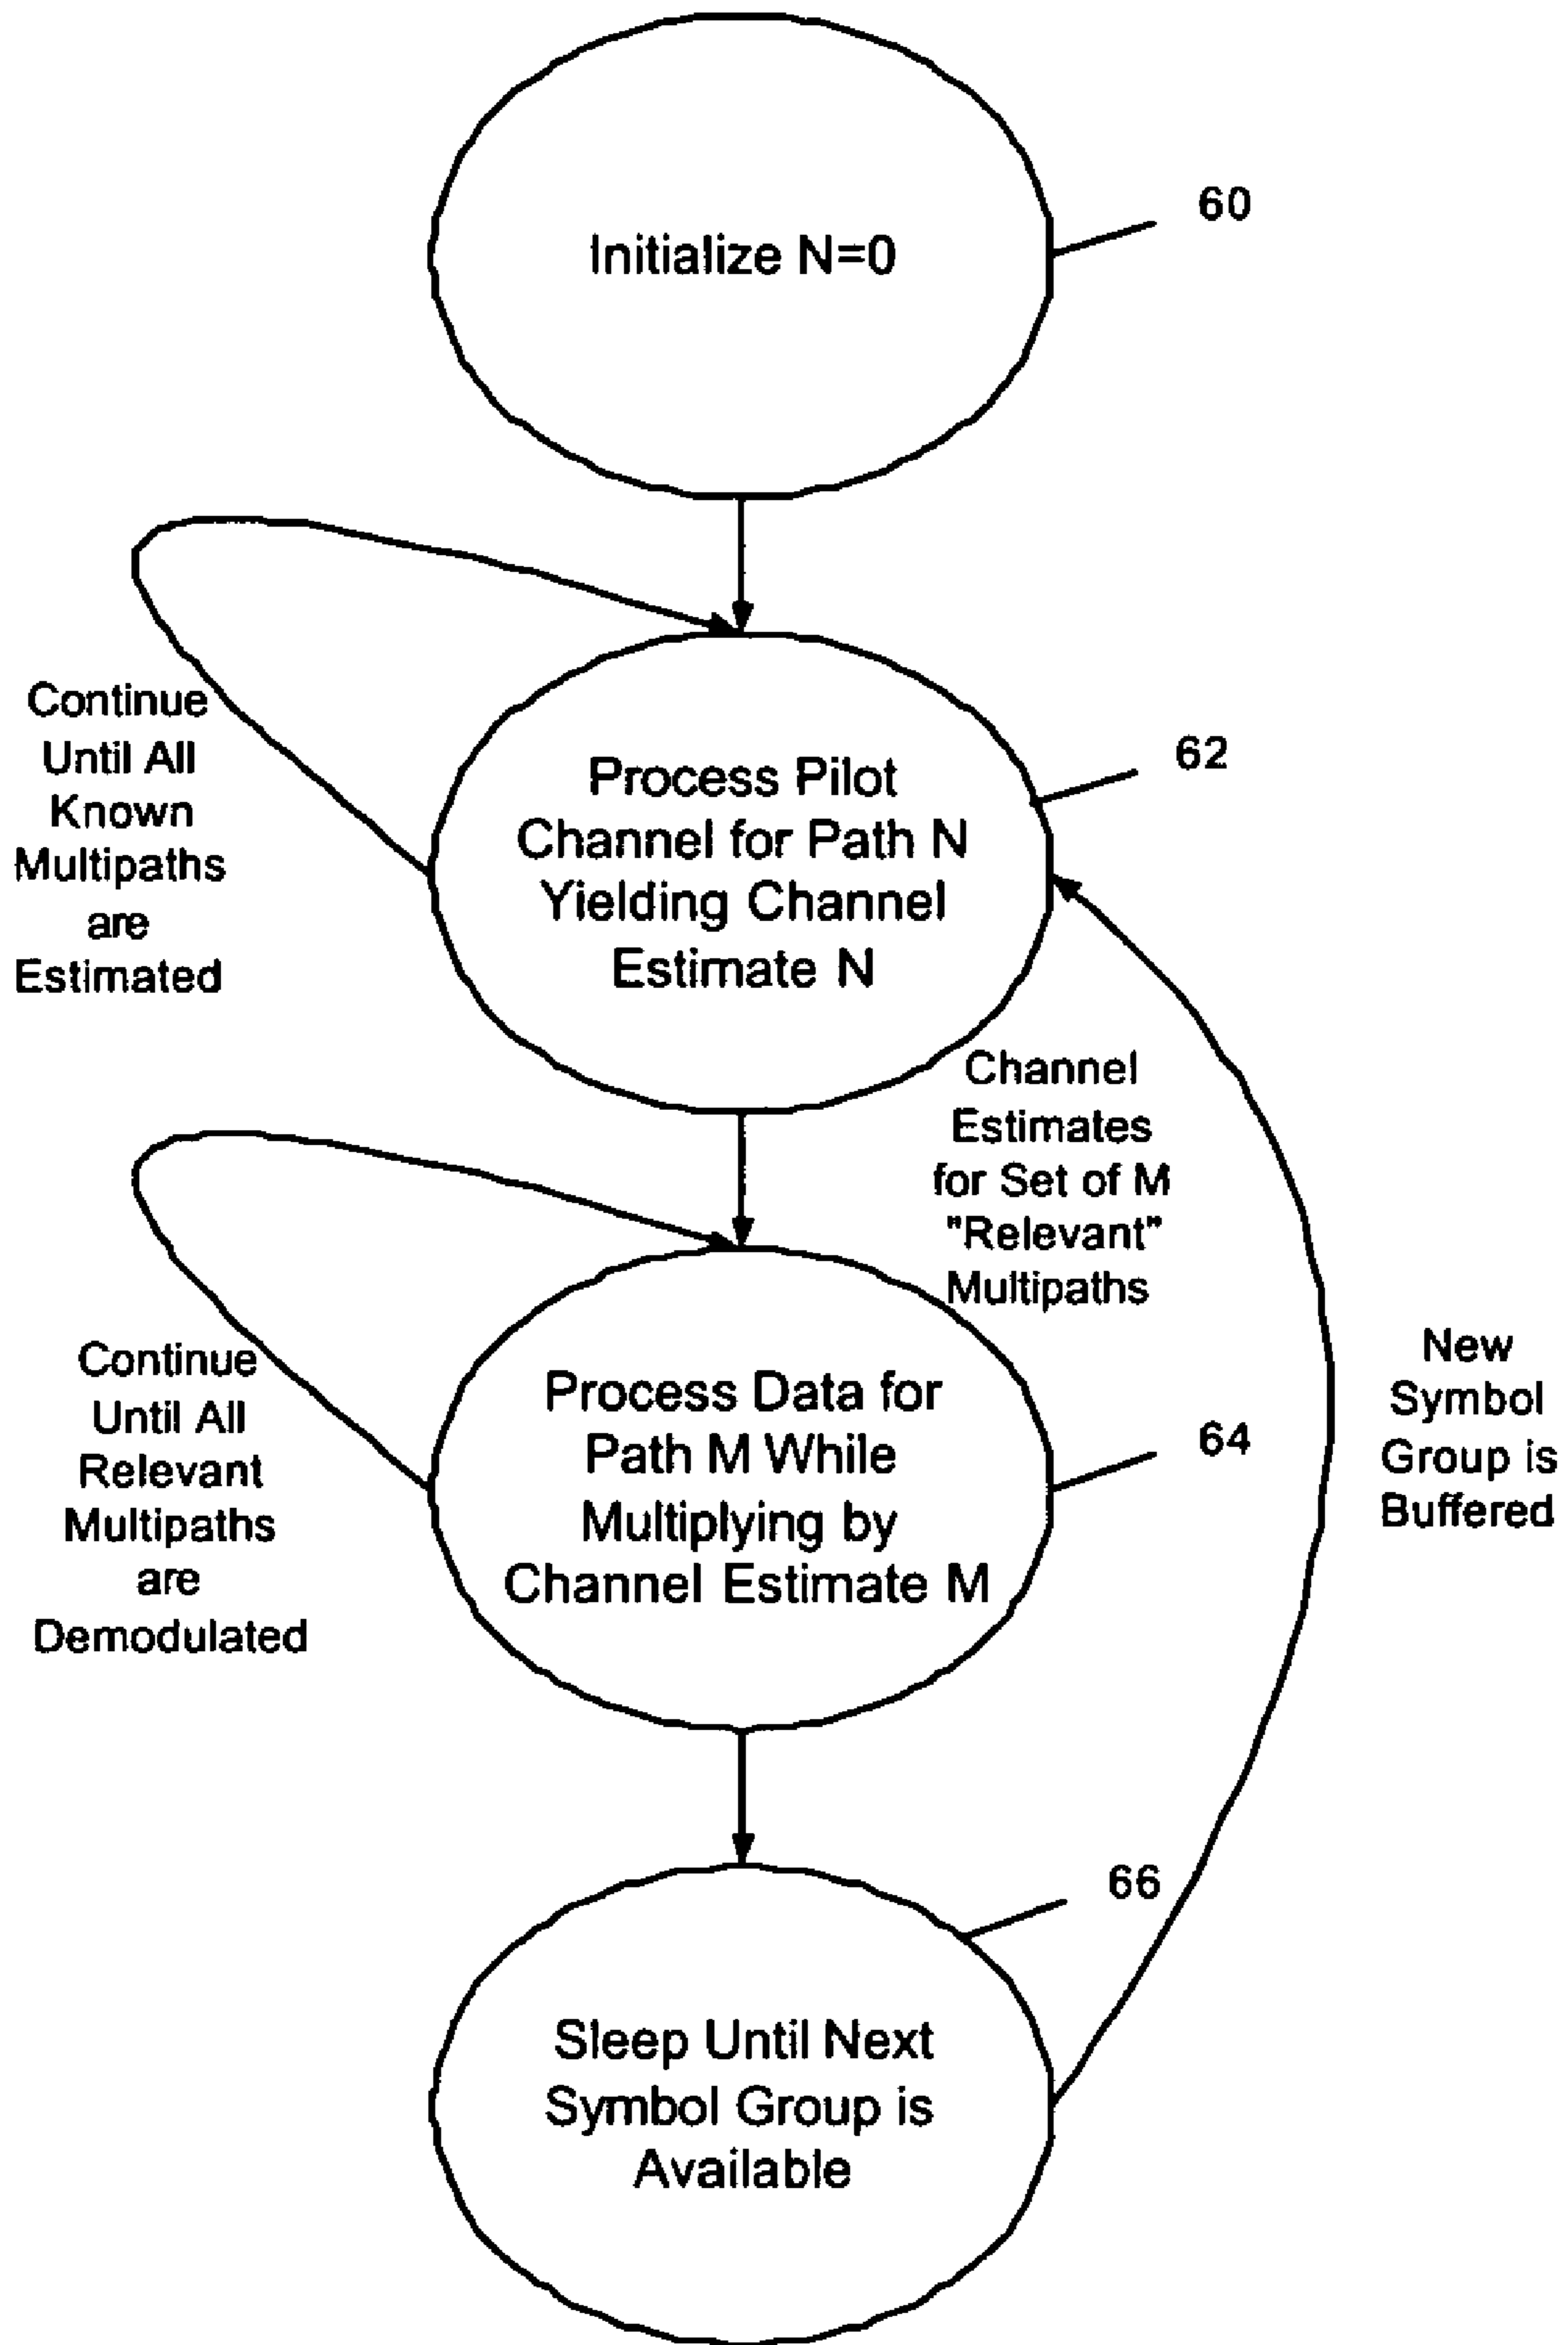 Initialize N=0
60
Continue
Until All
Known
Multipaths
are
Estimated
Process Pilot
Channel for Path N
Yielding Channel
Estimate N
62
Channel
Estimates
for Set of M
"Relevant"
Multipaths
Continue
Until All
Relevant
Multipaths
are
Demodulated
Process Data for
Path M While
Multiplying by
Channel Estimate M
64
New
Symbol
Group is
Buffered
66
Sleep Until Next
Symbol Group is
Available